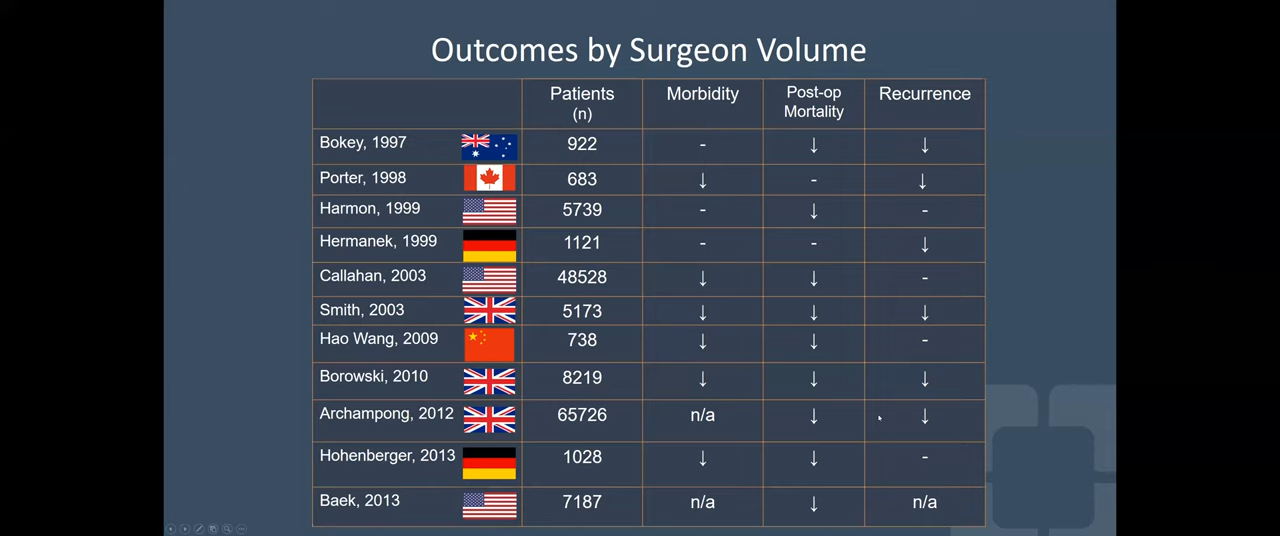 Outcomes by Surgeon Volume
Patients (n) Morbidity Post-op Mortality Recurrence
Bokey, 1997 922 - ↓ ↓
Porter, 1998 683 ↓ - ↓
Harmon, 1999 5739 - ↓ -
Hermanek, 1999 1121 - - ↓
Callahan, 2003 48528 ↓ ↓ -
Smith, 2003 5173 ↓ ↓ ↓
Hao Wang, 2009 738 ↓ ↓ -
Borowski, 2010 8219 ↓ ↓ ↓
Archampong, 2012 65726 n/a ↓ ↓
Hohenberger, 2013 1028 ↓ ↓ -
Baek, 2013 7187 n/a ↓ n/a